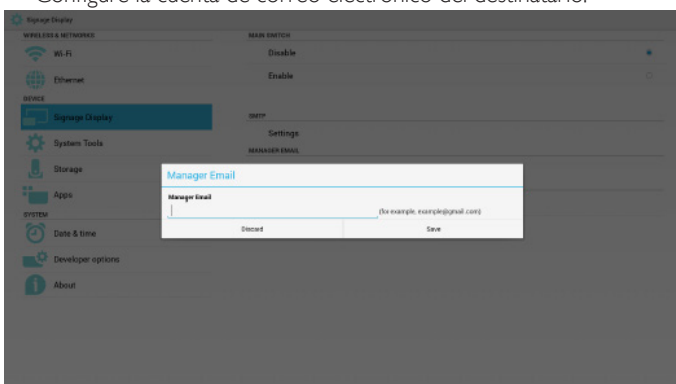 Configure la cuenta de correo electrónico del destinatario.
Signage Display
WIRELESS & NETWORKS
Wi-Fi
Ethernet
DEVICE
Signage Display
System Tools
Storage
Apps
SYSTEM
Date & time
Developer options
About
MAIN SWITCH
Disable
Enable
SMTP
Settings
MANAGER EMAIL
Manager Email
Manager Email
(for example, example@gmail.com)
Discard
Save